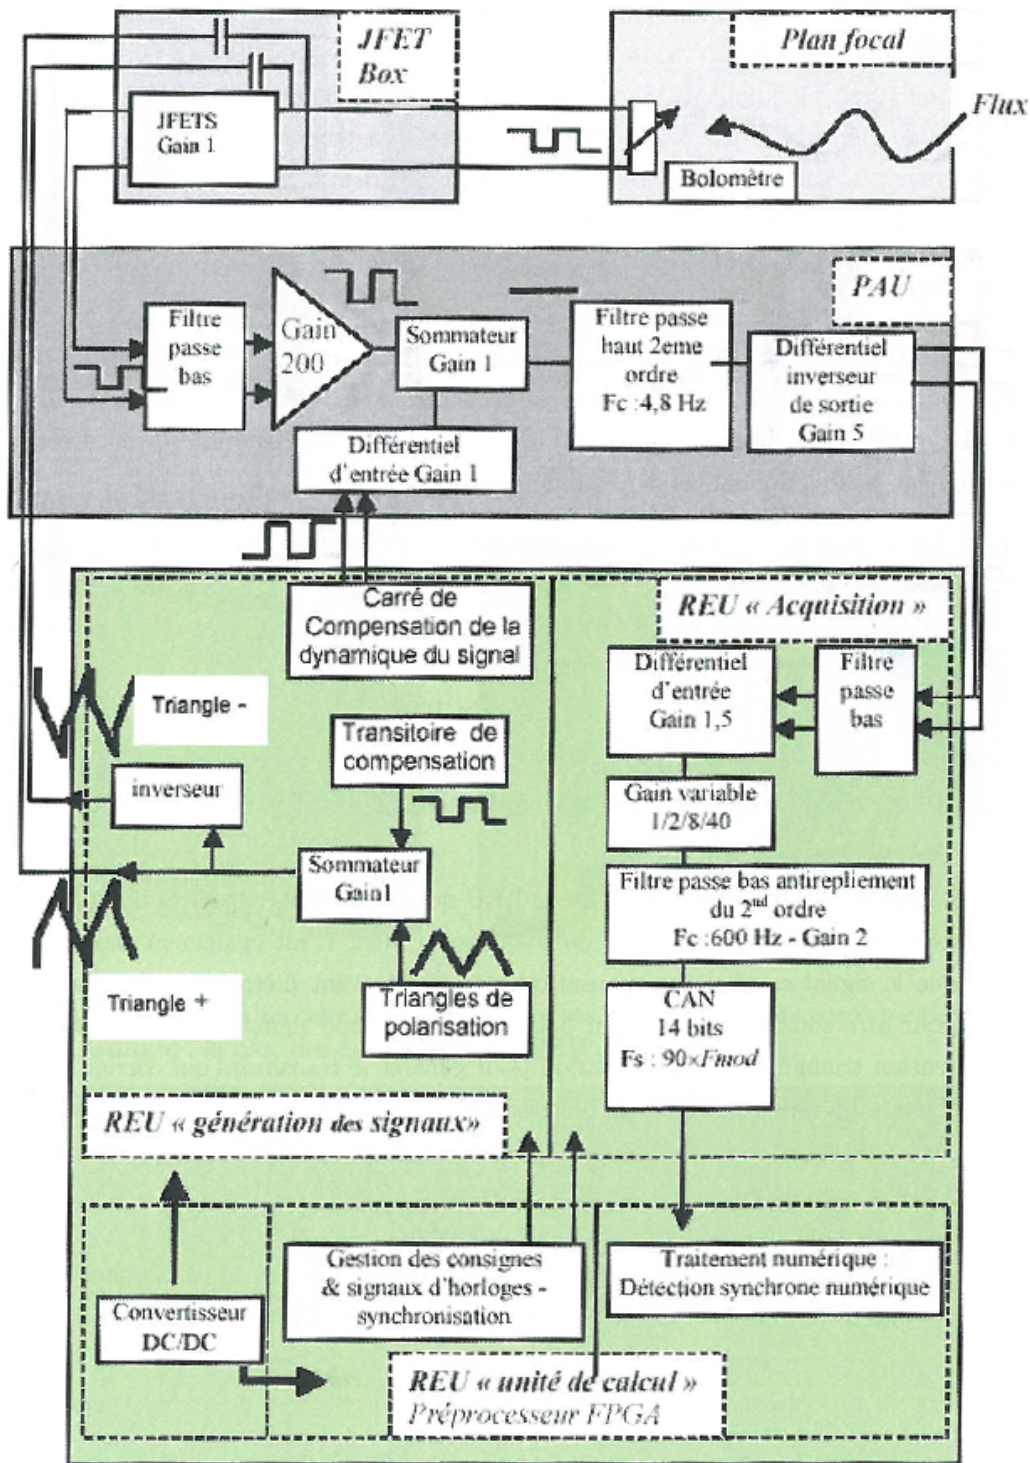 JFET
Box
Plan focal
JFETS
Gain 1
Flux
Bolomètre
PAU
Filtre
passe
bas
Gain
200
Sommateur
Gain 1
Filtre passe
haut 2eme
ordre
Fc :4,8 Hz
Différentiel
inverseur
de sortie
Gain 5
Différentiel
d'entrée Gain 1
Carré de
Compensation de la
dynamique du signal
REU « Acquisition »
Triangle -
Transitoire de
compensation
Différentiel
d'entrée
Gain 1,5
Filtre
passe
bas
inverseur
Gain variable
1/2/8/40
Sommateur
Gain1
Filtre passe bas antirepliement
du 2nd ordre
Fc :600 Hz - Gain 2
Triangle +
Triangles de
polarisation
CAN
14 bits
Fs : 90×Fmod
REU « génération des signaux»
Gestion des consignes
& signaux d'horloges -
synchronisation
Traitement numérique :
Détection synchrone numérique
Convertisseur
DC/DC
REU « unité de calcul »
Préprocesseur FPGA